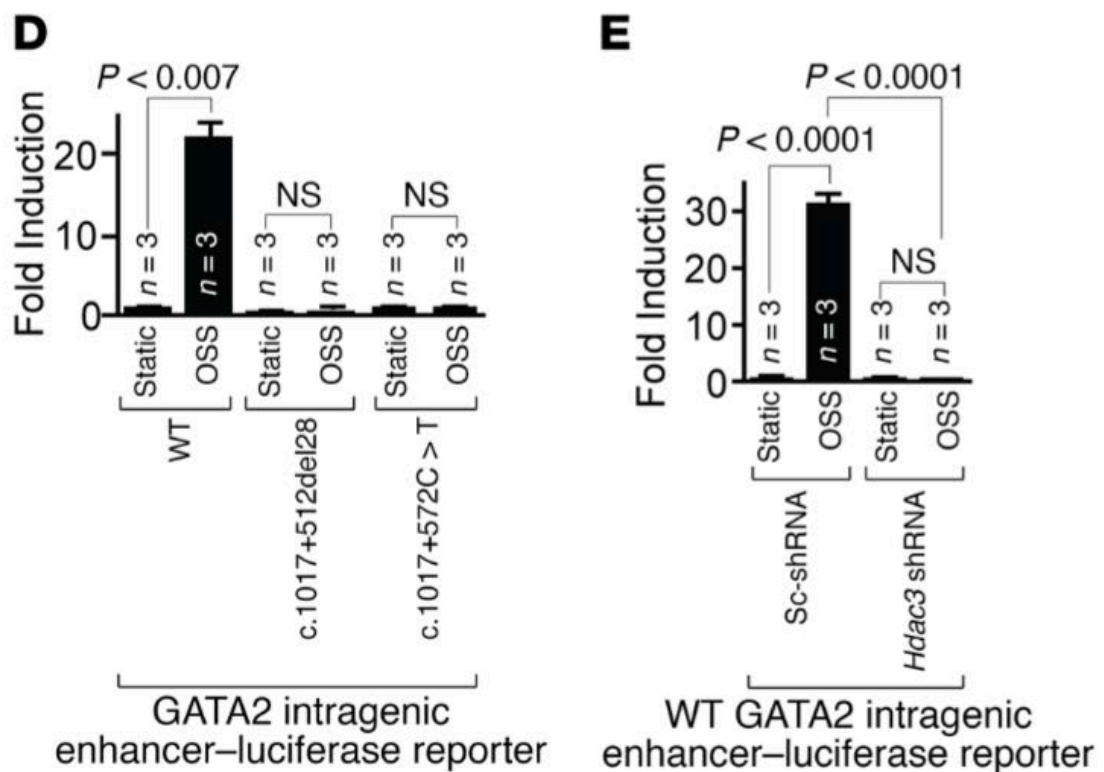 D
P < 0.007
Fold Induction
20
10
0
NS
NS
n = 3
n = 3
n = 3
n = 3
n = 3
n = 3
Static
OSS
Static
OSS
Static
OSS
WT
c.1017+512del28
c.1017+572C > T
GATA2 intragenic
enhancer–luciferase reporter
E
P < 0.0001
P < 0.0001
Fold Induction
30
20
10
0
NS
n = 3
n = 3
n = 3
n = 3
Static
OSS
Static
OSS
Sc-shRNA
Hdac3 shRNA
WT GATA2 intragenic
enhancer–luciferase reporter